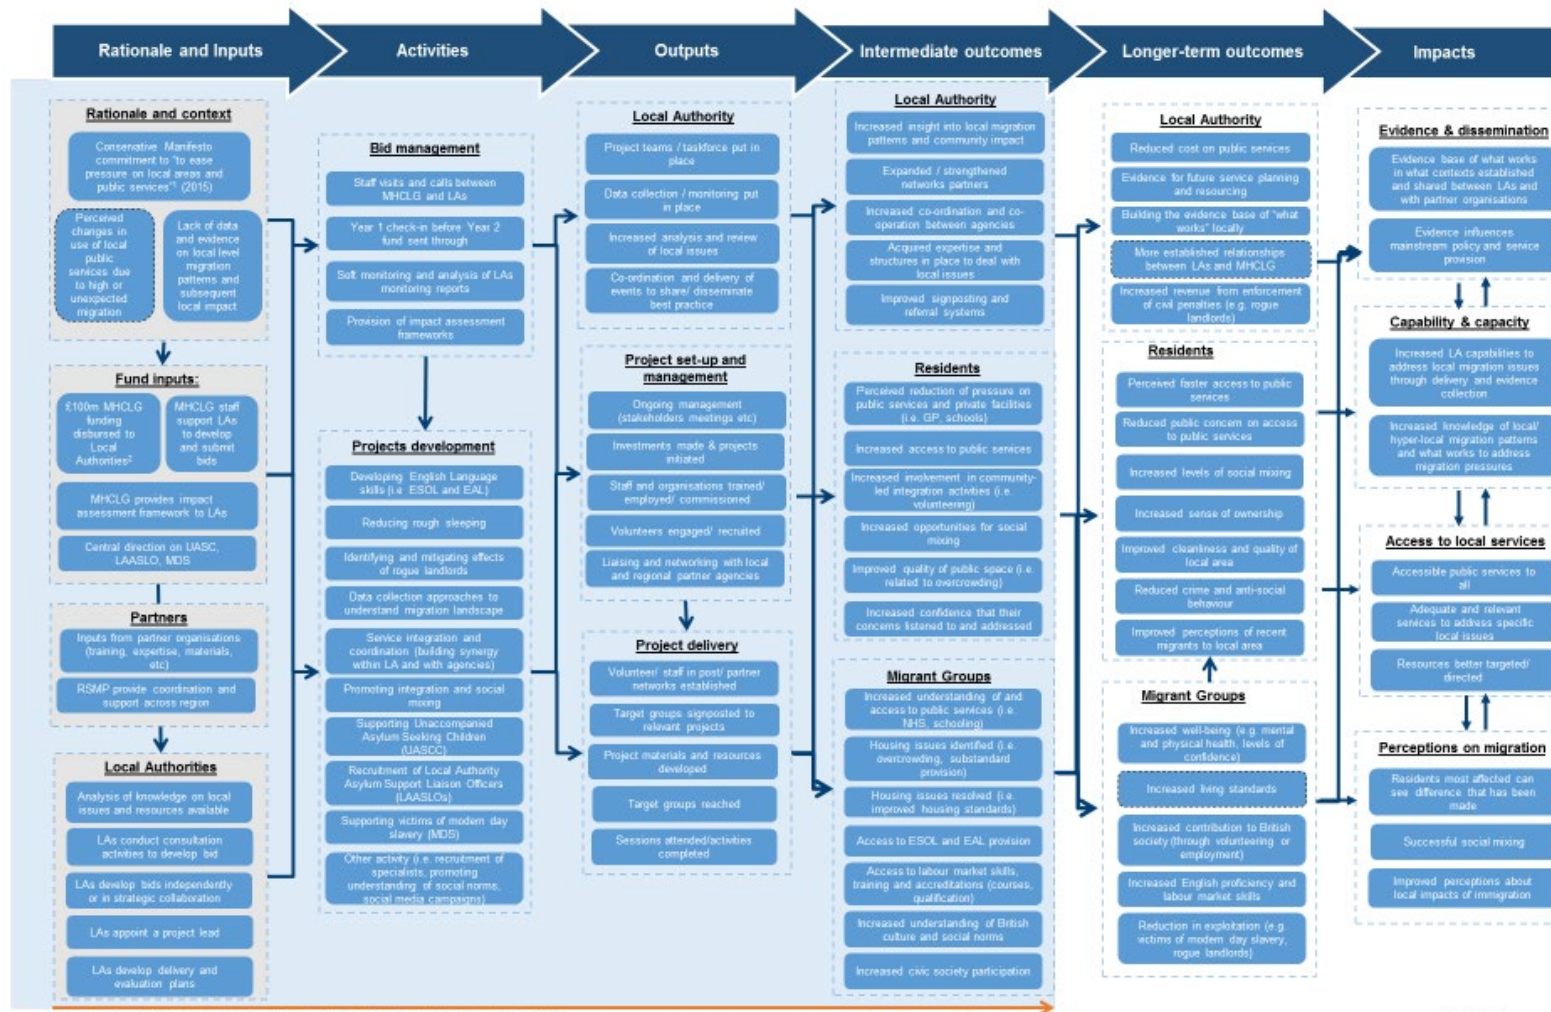 Rationale and Inputs
Activities
Outputs
Intermediate outcomes
Longer-term outcomes
Impacts
Rationale and context
Conservative Manifesto
commitment to "to ease
pressure on local areas and
public services"¹ (2015)
Perceived
changes in
use of local
public
services due
to high or
unexpected
migration
Lack of data
and evidence
on local level
migration
patterns and
subsequent
local impact
Fund inputs:
£100m MHCLG
funding
disbursed to
Local
Authorities²
MHCLG staff
support LAs
to develop
and submit
bids
MHCLG provides impact
assessment framework to LAs
Central direction on UASC,
LAASLO, MDS
Partners
Inputs from partner organisations
(training, expertise, materials,
etc)
RSMP provide coordination and
support across region
Local Authorities
Analysis of knowledge on local
issues and resources available
LAs conduct consultation
activities to develop bid
LAs develop bids independently
or in strategic collaboration
LAs appoint a project lead
LAs develop delivery and
evaluation plans
Bid management
Staff visits and calls between
MHCLG and LAs
Year 1 check-in before Year 2
fund sent through
Soft monitoring and analysis of LAs
monitoring reports
Provision of impact assessment
frameworks
Projects development
Developing English Language
skills (i.e ESOL and EAL)
Reducing rough sleeping
Identifying and mitigating effects
of rogue landlords
Data collection approaches to
understand migration landscape
Service integration and
coordination (building synergy
within LA and with agencies)
Promoting integration and social
mixing
Supporting Unaccompanied
Asylum Seeking Children
(UASCC)
Recruitment of Local Authority
Asylum Support Liaison Officers
(LAASLOs)
Supporting victims of modern day
slavery (MDS)
Other activity (i.e. recruitment of
specialists, promoting
understanding of social norms,
social media campaigns)
Local Authority
Project teams / taskforce put in
place
Data collection / monitoring put
in place
Increased analysis and review
of local issues
Co-ordination and delivery of
events to share/ disseminate
best practice
Project set-up and
management
Ongoing management
(stakeholders meetings etc)
Investments made & projects
initiated
Staff and organisations trained/
employed/ commissioned
Volunteers engaged/ recruited
Liaising and networking with local
and regional partner agencies
Project delivery
Volunteer/ staff in post/ partner
networks established
Target groups signposted to
relevant projects
Project materials and resources
developed
Target groups reached
Sessions attended/activities
completed
Local Authority
Increased insight into local migration
patterns and community impact
Expanded / strengthened
networks partners
Increased co-ordination and co-
operation between agencies
Acquired expertise and
structures in place to deal with
local issues
Improved signposting and
referral systems
Residents
Perceived reduction of pressure on
public services and private facilities
(i.e. GP, schools)
Increased access to public services
Increased involvement in community-
led integration activities (i.e.
volunteering)
Increased opportunities for social
mixing
Improved quality of public space (i.e.
related to overcrowding)
Increased confidence that their
concerns listened to and addressed
Migrant Groups
Increased understanding of and
access to public services (i.e.
NHS, schooling)
Housing issues identified (i.e.
overcrowding, substandard
provision)
Housing issues resolved (i.e.
improved housing standards)
Access to ESOL and EAL provision
Access to labour market skills,
training and accreditations (courses,
qualification)
Increased understanding of British
culture and social norms
Increased civic society participation
Local Authority
Reduced cost on public services
Evidence for future service planning
and resourcing
Building the evidence base of "what
works" locally
More established relationships
between LAs and MHCLG
Increased revenue from enforcement
of civil penalties (e.g. rogue
landlords)
Residents
Perceived faster access to public
services
Reduced public concern on access
to public services
Increased levels of social mixing
Increased sense of ownership
Improved cleanliness and quality of
local area
Reduced crime and anti-social
behaviour
Improved perceptions of recent
migrants to local area
Migrant Groups
Increased well-being (e.g. mental
and physical health, levels of
confidence)
Increased living standards
Increased contribution to British
society (through volunteering or
employment)
Increased English proficiency and
labour market skills
Reduction in exploitation (e.g.
victims of modern day slavery,
rogue landlords)
Evidence & dissemination
Evidence base of what works
in what contexts established
and shared between LAs and
with partner organisations
Evidence influences
mainstream policy and service
provision
Capability & capacity
Increased LA capabilities to
address local migration issues
through delivery and evidence
collection
Increased knowledge of local/
hyper-local migration patterns
and what works to address
migration pressures
Access to local services
Accessible public services to
all
Adequate and relevant
services to address specific
local issues
Resources better targeted/
directed
Perceptions on migration
Residents most affected can
see difference that has been
made
Successful social mixing
Improved perceptions about
local impacts of immigration